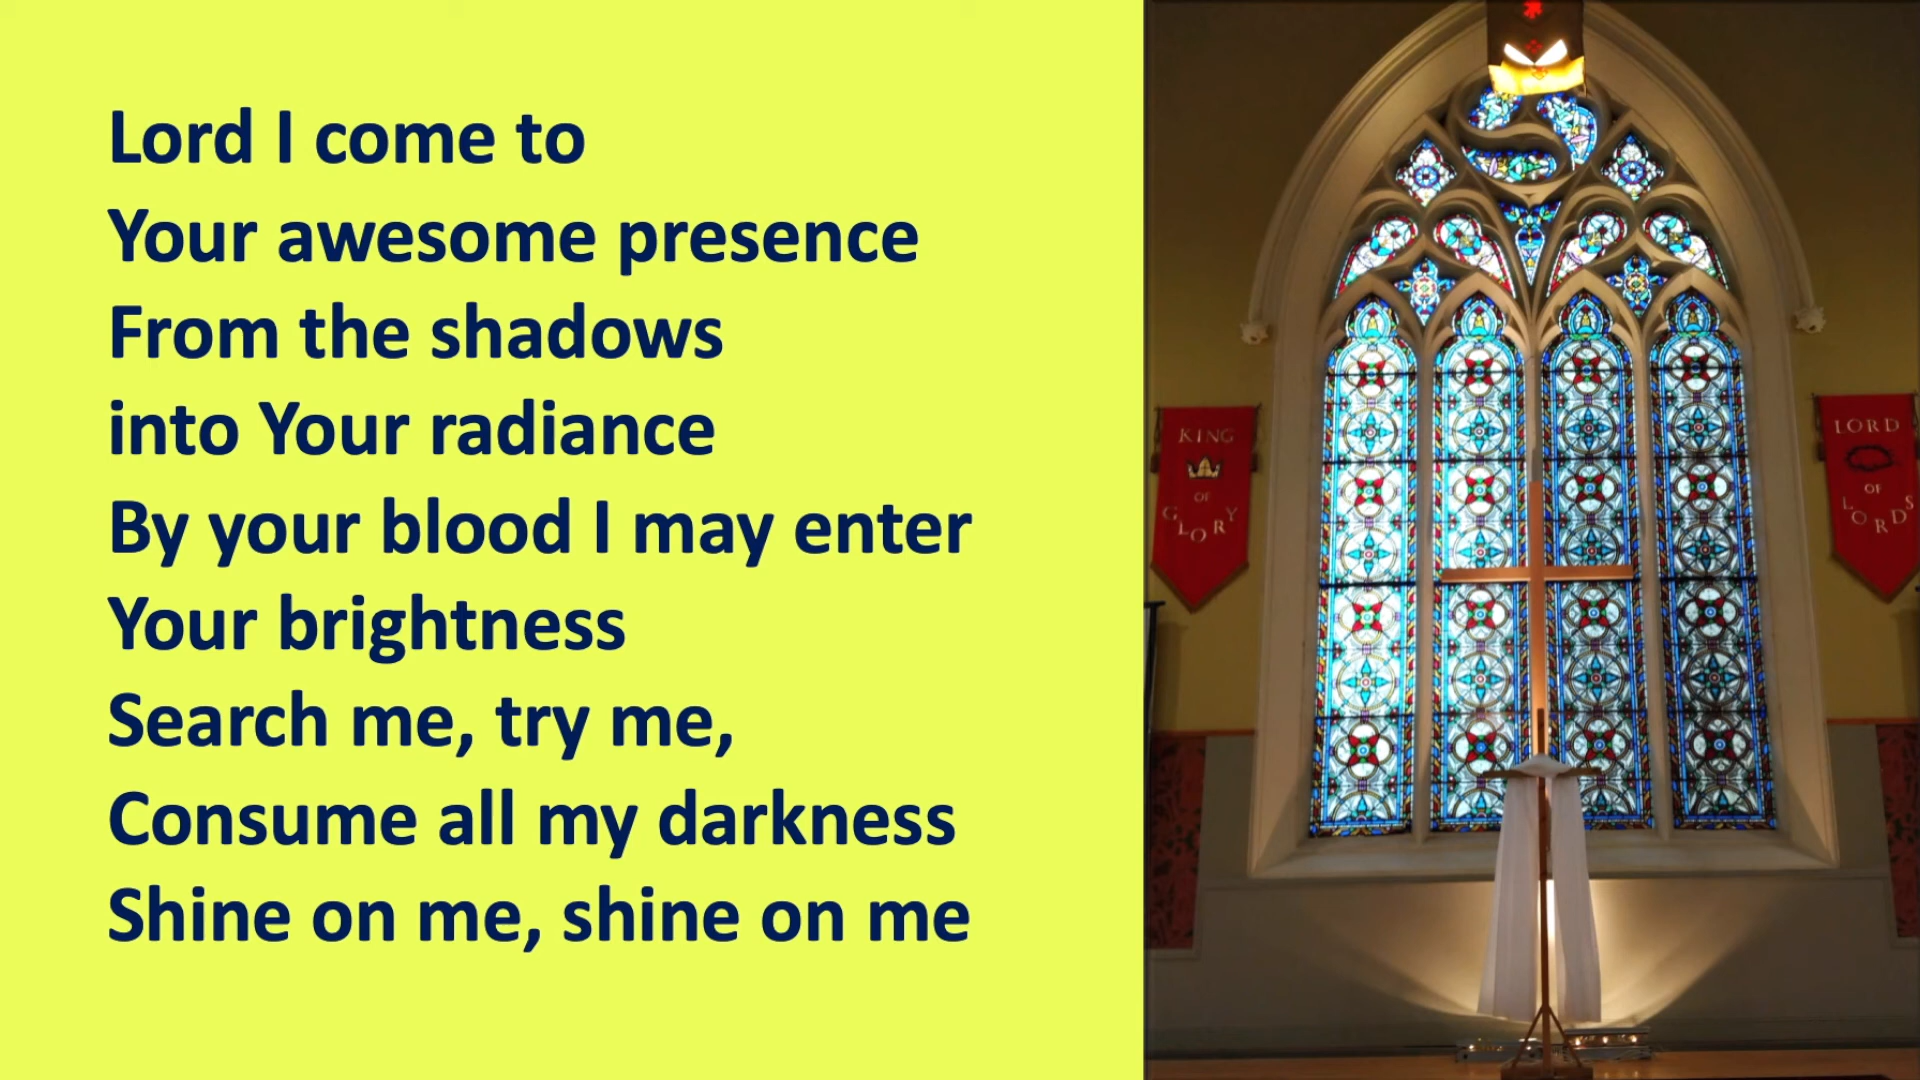 Lord I come to
Your awesome presence
From the shadows
into Your radiance
By your blood I may enter
Your brightness
Search me, try me,
Consume all my darkness
Shine on me, shine on me
KING
OF
GLORY
LORD
OF
LORDS